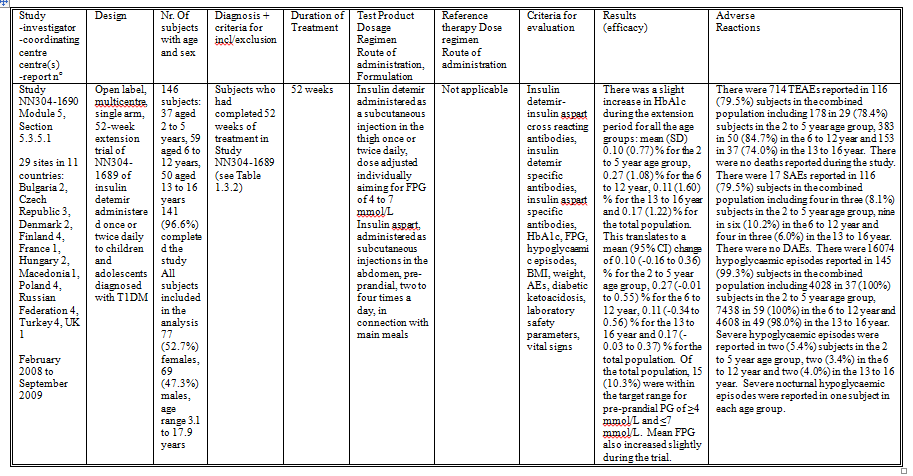 Study
-investigator
-coordinating
centre
centre(s)
-report n°
Design
Nr. Of
subjects
with age
and sex
Diagnosis +
criteria for
incl/exclusion
Duration of
Treatment
Test Product
Dosage
Regimen
Route of
administration,
Formulation
Reference
therapy Dose
regimen
Route of
administration
Criteria for
evaluation
Results
(efficacy)
Adverse
Reactions
Study
NN304-1690
Module 5,
Section
5.3.5.1
29 sites in 11
countries:
Bulgaria 2,
Czech
Republic 3,
Denmark 2,
Finland 4,
France 1,
Hungary 2,
Macedonia 1,
Poland 4,
Russian
Federation 4,
Turkey 4, UK
1
February
2008 to
September
2009
Open label,
multicentre,
single arm,
52-week
extension
trial of
NN304-
1689 of
insulin
detemir
administere
d once or
twice daily
to children
and
adolescents
diagnosed
with T1DM
146
subjects:
37 aged
2 to 5
years, 59
aged 6 to
12 years,
50 aged
13 to 16
years
141
(96.6%)
complete
d the
study
All
subjects
included
in the
analysis
77
(52.7%)
females,
69
(47.3%)
males,
age
range 3.1
to 17.9
years
Subjects who
had
completed 52
weeks of
treatment in
Study
NN304-1689
(see Table
1.3.2)
52 weeks
Insulin detemir
administered as
a subcutaneous
injection in the
thigh once or
twice daily,
dose adjusted
individually
aiming for FPG
of 4 to 7
mmol/L
Insulin aspart,
administered as
subcutaneous
injections in the
abdomen, pre-
prandial, two to
four times a
day, in
connection with
main meals
Not applicable
Insulin
detemir-
insulin aspart
cross reacting
antibodies,
insulin
detemir
specific
antibodies,
insulin aspart
specific
antibodies,
HbA1c, FPG,
hypoglycaemi
c episodes,
BMI, weight,
AEs, diabetic
ketoacidosis,
laboratory
safety
parameters,
vital signs
There was a slight
increase in HbA1c
during the extension
period for all the age
groups: mean (SD)
0.10 (0.77) % for the 2
to 5 year age group,
0.27 (1.08) % for the 6
to 12 year, 0.11 (1.60)
% for the 13 to 16 year
and 0.17 (1.22) % for
the total population.
This translates to a
mean (95% CI) change
of 0.10 (-0.16 to 0.36)
% for the 2 to 5 year
age group, 0.27 (-0.01
to 0.55) % for the 6 to
12 year, 0.11 (-0.34 to
0.56) % for the 13 to
16 year and 0.17 (-
0.03 to 0.37) % for the
total population. Of
the total population, 15
(10.3%) were within
the target range for
pre-prandial PG of ≥4
mmol/L and ≤7
mmol/L. Mean FPG
also increased slightly
during the trial.
There were 714 TEAEs reported in 116
(79.5%) subjects in the combined
population including 178 in 29 (78.4%)
subjects in the 2 to 5 year age group, 383
in 50 (84.7%) in the 6 to 12 year and 153
in 37 (74.0%) in the 13 to 16 year. There
were no deaths reported during the study.
There were 17 SAEs reported in 116
(79.5%) subjects in the combined
population including four in three (8.1%)
subjects in the 2 to 5 year age group, nine
in six (10.2%) in the 6 to 12 year and
four in three (6.0%) in the 13 to 16 year.
There were no DAEs. There were 16074
hypoglycaemic episodes reported in 145
(99.3%) subjects in the combined
population including 4028 in 37 (100%)
subjects in the 2 to 5 year age group,
7438 in 59 (100%) in the 6 to 12 year and
4608 in 49 (98.0%) in the 13 to 16 year.
Severe hypoglycaemic episodes were
reported in two (5.4%) subjects in the 2
to 5 year age group, two (3.4%) in the 6
to 12 year and two (4.0%) in the 13 to 16
year. Severe nocturnal hypoglycaemic
episodes were reported in one subject in
each age group.